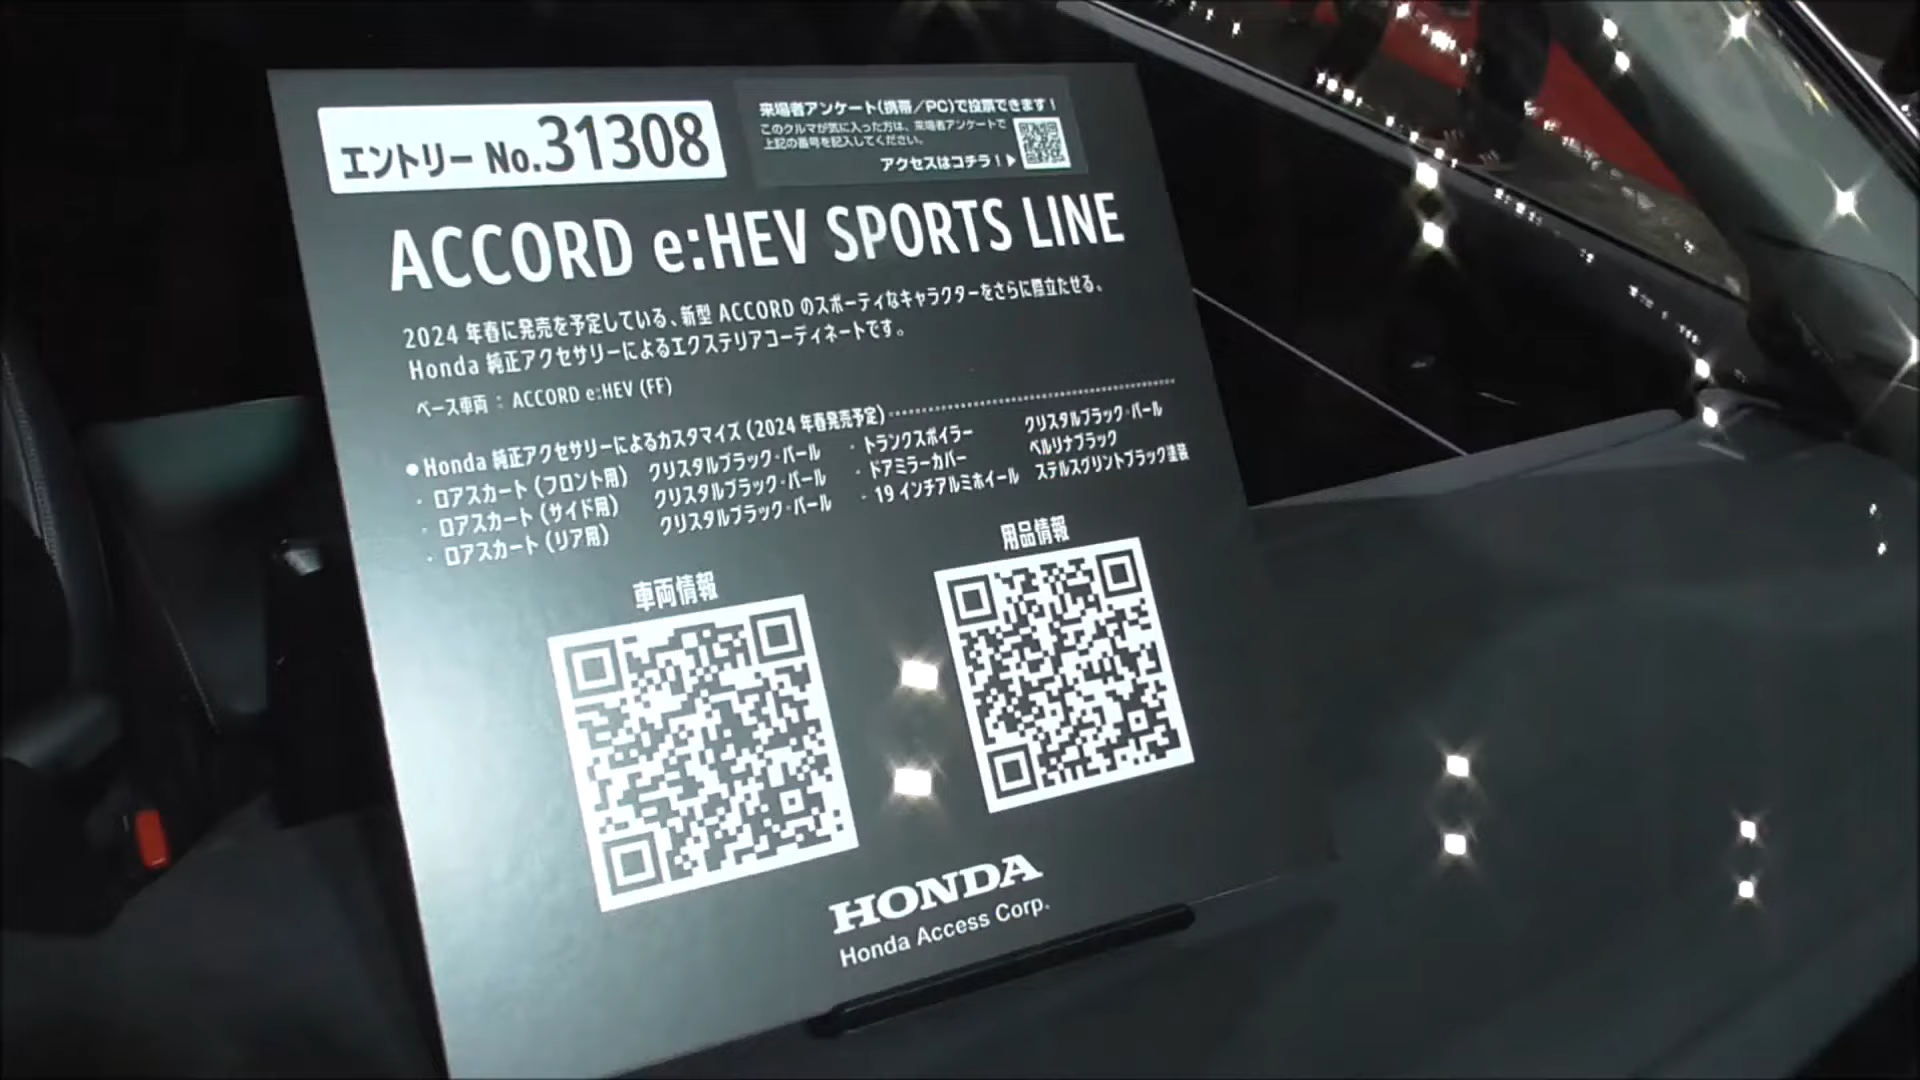 エントリー No.31308
来場者アンケート(携帯/PC)で投票できます!
このクルマが気に入った方は、来場者アンケートで
上記の番号を記入してください。
アクセスはコチラ!▶
ACCORD e:HEV SPORTS LINE
2024 年春に発売を予定している、新型 ACCORD のスポーティなキャラクターをさらに際立たせる、
Honda 純正アクセサリーによるエクステリアコーディネートです。
ベース車両 : ACCORD e:HEV (FF)
●Honda 純正アクセサリーによるカスタマイズ (2024 年春発売予定)
・ロアスカート (フロント用) クリスタルブラック・パール
・ロアスカート (サイド用) クリスタルブラック・パール
・ロアスカート (リア用) クリスタルブラック・パール
・トランクスポイラー クリスタルブラック・パール
・ドアミラーカバー ベルリナブラック
・19 インチアルミホイール ステルスグリントブラック塗装
車両情報
用品情報
HONDA
Honda Access Corp.